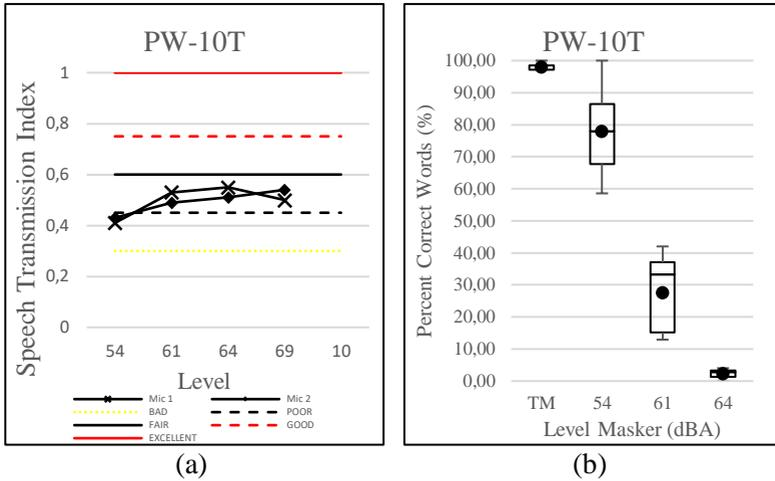 PW-10T
Speech Transmission Index
1
0,8
0,6
0,4
0,2
0
54 61 64 69 10
Level
Mic 1 Mic 2
BAD POOR
FAIR GOOD
EXCELLENT
(a)
PW-10T
Percent Correct Words (%)
100,00
90,00
80,00
70,00
60,00
50,00
40,00
30,00
20,00
10,00
0,00
TM 54 61 64
Level Masker (dBA)
(b)